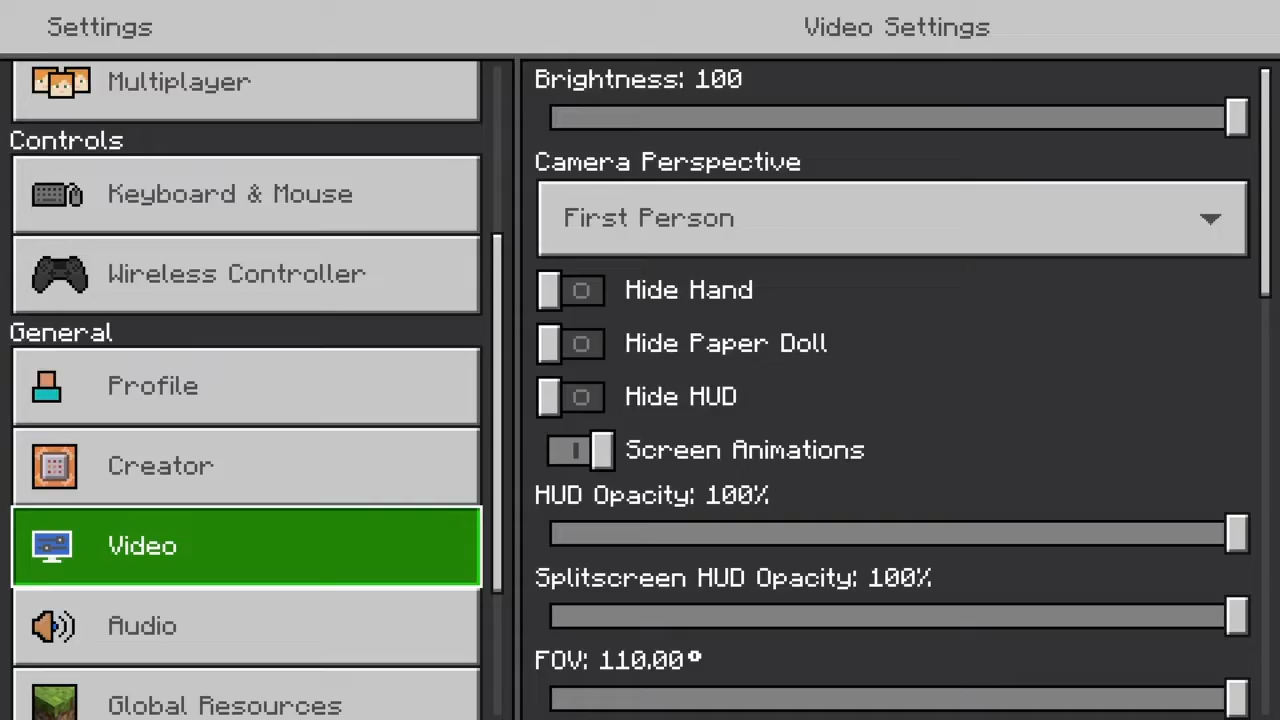 Settings
Video Settings
Multiplayer
Controls
Keyboard & Mouse
Wireless Controller
General
Profile
Creator
Video
Audio
Global Resources
Brightness: 100
Camera Perspective
First Person
Hide Hand
Hide Paper Doll
Hide HUD
Screen Animations
HUD Opacity: 100%
Splitscreen HUD Opacity: 100%
FOV: 110.00°